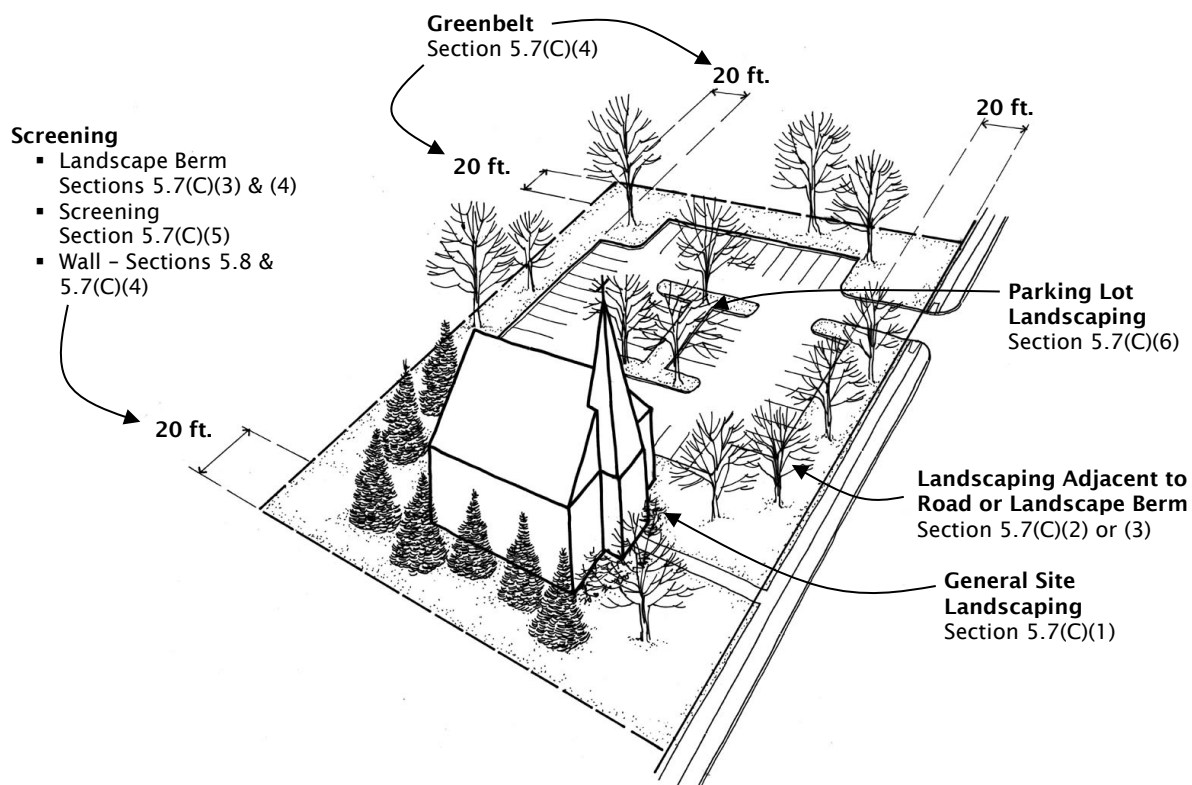 Greenbelt
Section 5.7(C)(4)
20 ft.
20 ft.
20 ft.
Screening
▪ Landscape Berm
Sections 5.7(C)(3) & (4)
▪ Screening
Section 5.7(C)(5)
▪ Wall – Sections 5.8 &
5.7(C)(4)
20 ft.
Parking Lot
Landscaping
Section 5.7(C)(6)
Landscaping Adjacent to
Road or Landscape Berm
Section 5.7(C)(2) or (3)
General Site
Landscaping
Section 5.7(C)(1)